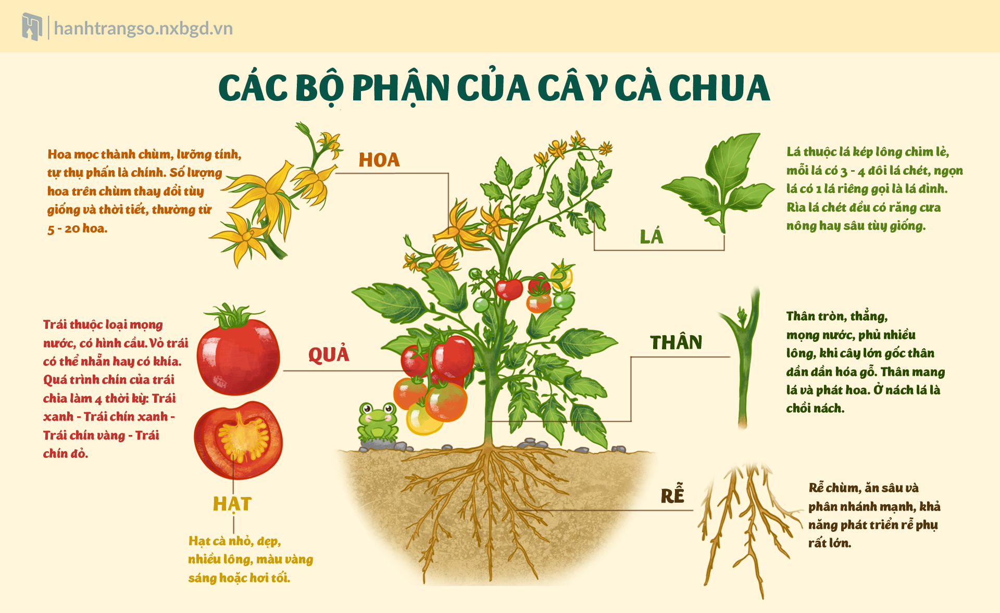 hanhtrangso.nxbgd.vn
CÁC BỘ PHẬN CỦA CÂY CÀ CHUA
HOA
Hoa mọc thành chùm, lưỡng tính,
tự thụ phấn là chính. Số lượng
hoa trên chùm thay đổi tùy
giống và thời tiết, thường từ
5 - 20 hoa.
LÁ
Lá thuộc lá kép lông chim lẻ,
mỗi lá có 3 - 4 đôi lá chét, ngọn
lá có 1 lá riêng gọi là lá đỉnh.
Rìa lá chét đều có răng cưa
nông hay sâu tùy giống.
QUẢ
Trái thuộc loại mọng
nước, có hình cầu. Vỏ trái
có thể nhẵn hay có khía.
Quá trình chín của trái
chia làm 4 thời kỳ: Trái
xanh - Trái chín xanh -
Trái chín vàng - Trái
chín đỏ.
THÂN
Thân tròn, thẳng,
mọng nước, phủ nhiều
lông, khi cây lớn gốc thân
dần dần hóa gỗ. Thân mang
lá và phát hoa. Ở nách lá là
chồi nách.
HẠT
Hạt cà nhỏ, dẹp,
nhiều lông, màu vàng
sáng hoặc hơi tối.
RỄ
Rễ chùm, ăn sâu và
phân nhánh mạnh, khả
năng phát triển rễ phụ
rất lớn.